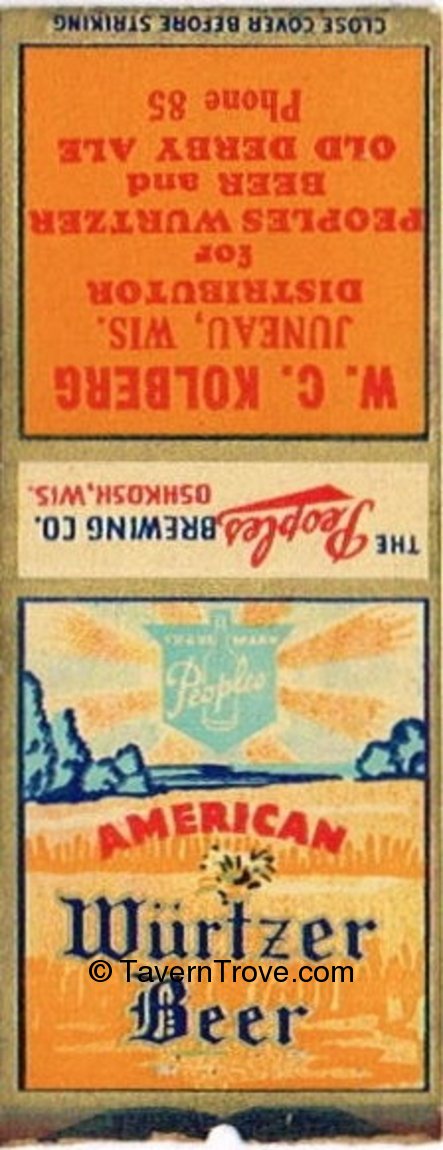 CLOSE COVER BEFORE STRIKING
W. C. KOLBERG
JUNEAU, WIS.
DISTRIBUTOR
for
PEOPLES WURTZER
BEER and
OLD DERBY ALE
Phone 85
THE Peoples BREWING CO.
OSHKOSH, WIS.
TRADE MARK
Peoples
AMERICAN
Würtzer
© TavernTrove.com
Beer